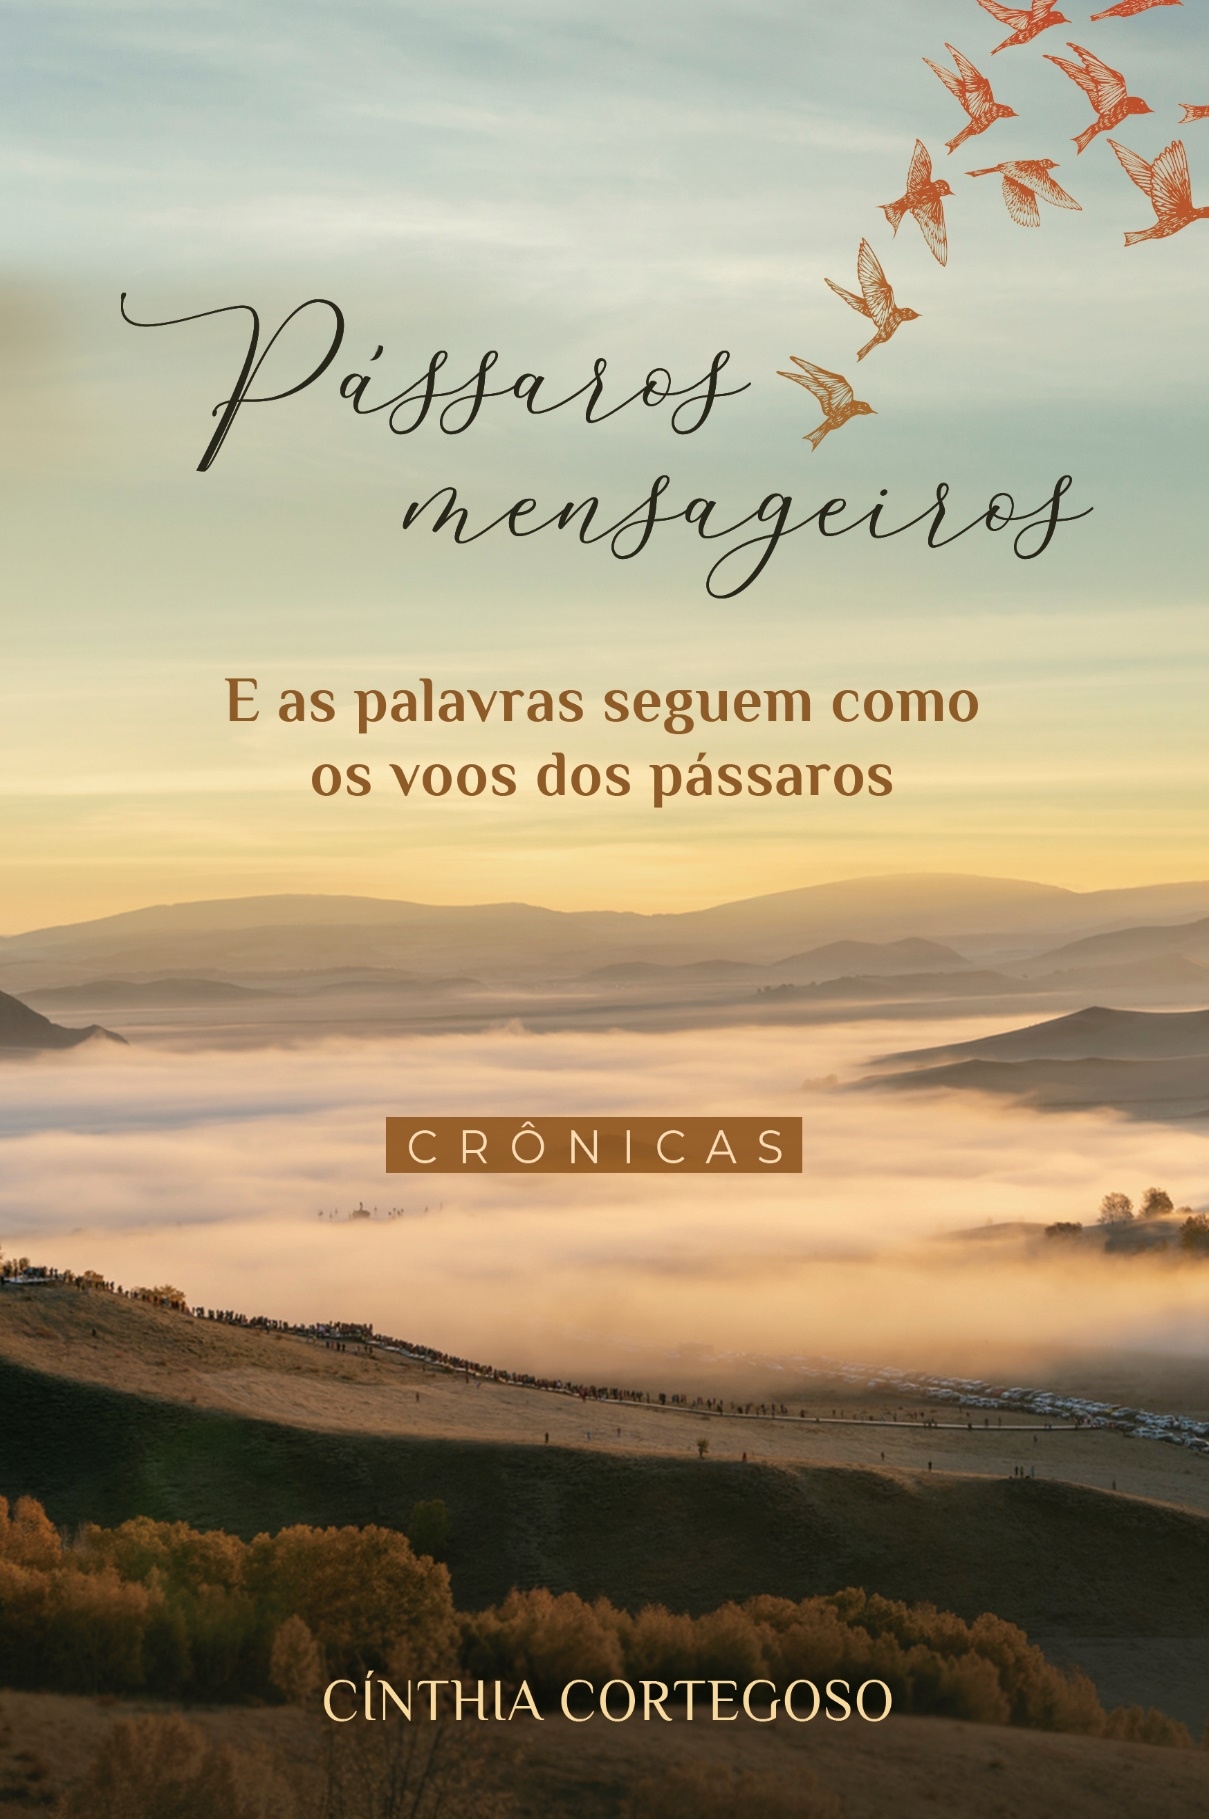 Pássaros
mensageiros
E as palavras seguem como
os voos dos pássaros
CRÔNICAS
CÍNTHIA CORTEGOSO